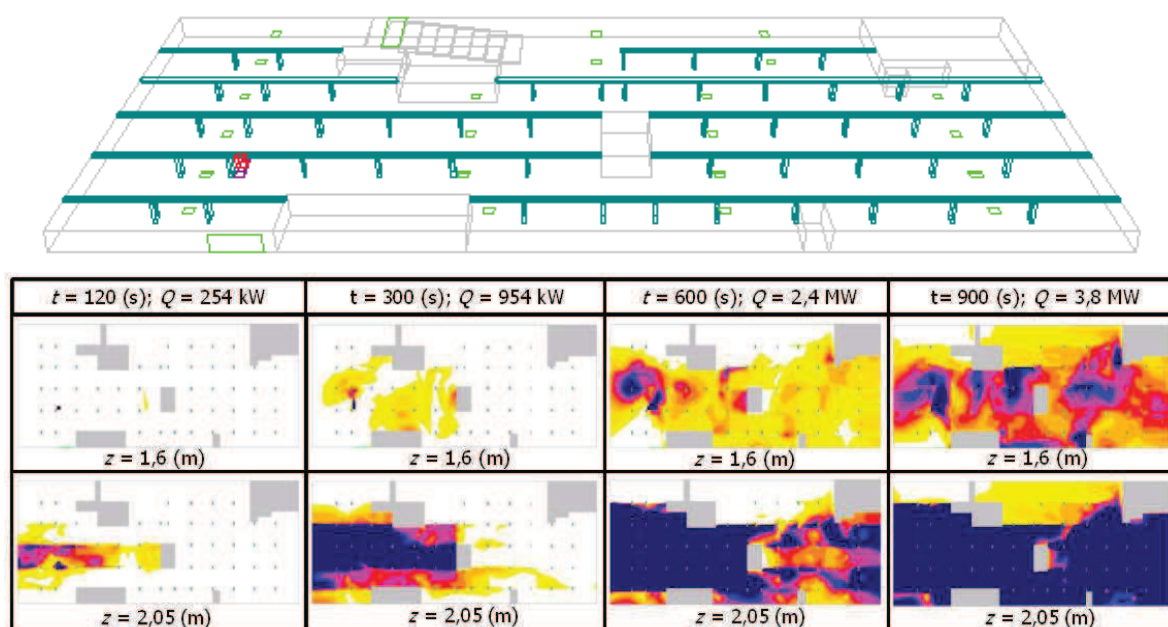 t = 120 (s); Q = 254 kW
t = 300 (s); Q = 954 kW
t = 600 (s); Q = 2,4 MW
t= 900 (s); Q = 3,8 MW
z = 1,6 (m)
z = 1,6 (m)
z = 1,6 (m)
z = 1,6 (m)
z = 2,05 (m)
z = 2,05 (m)
z = 2,05 (m)
z = 2,05 (m)